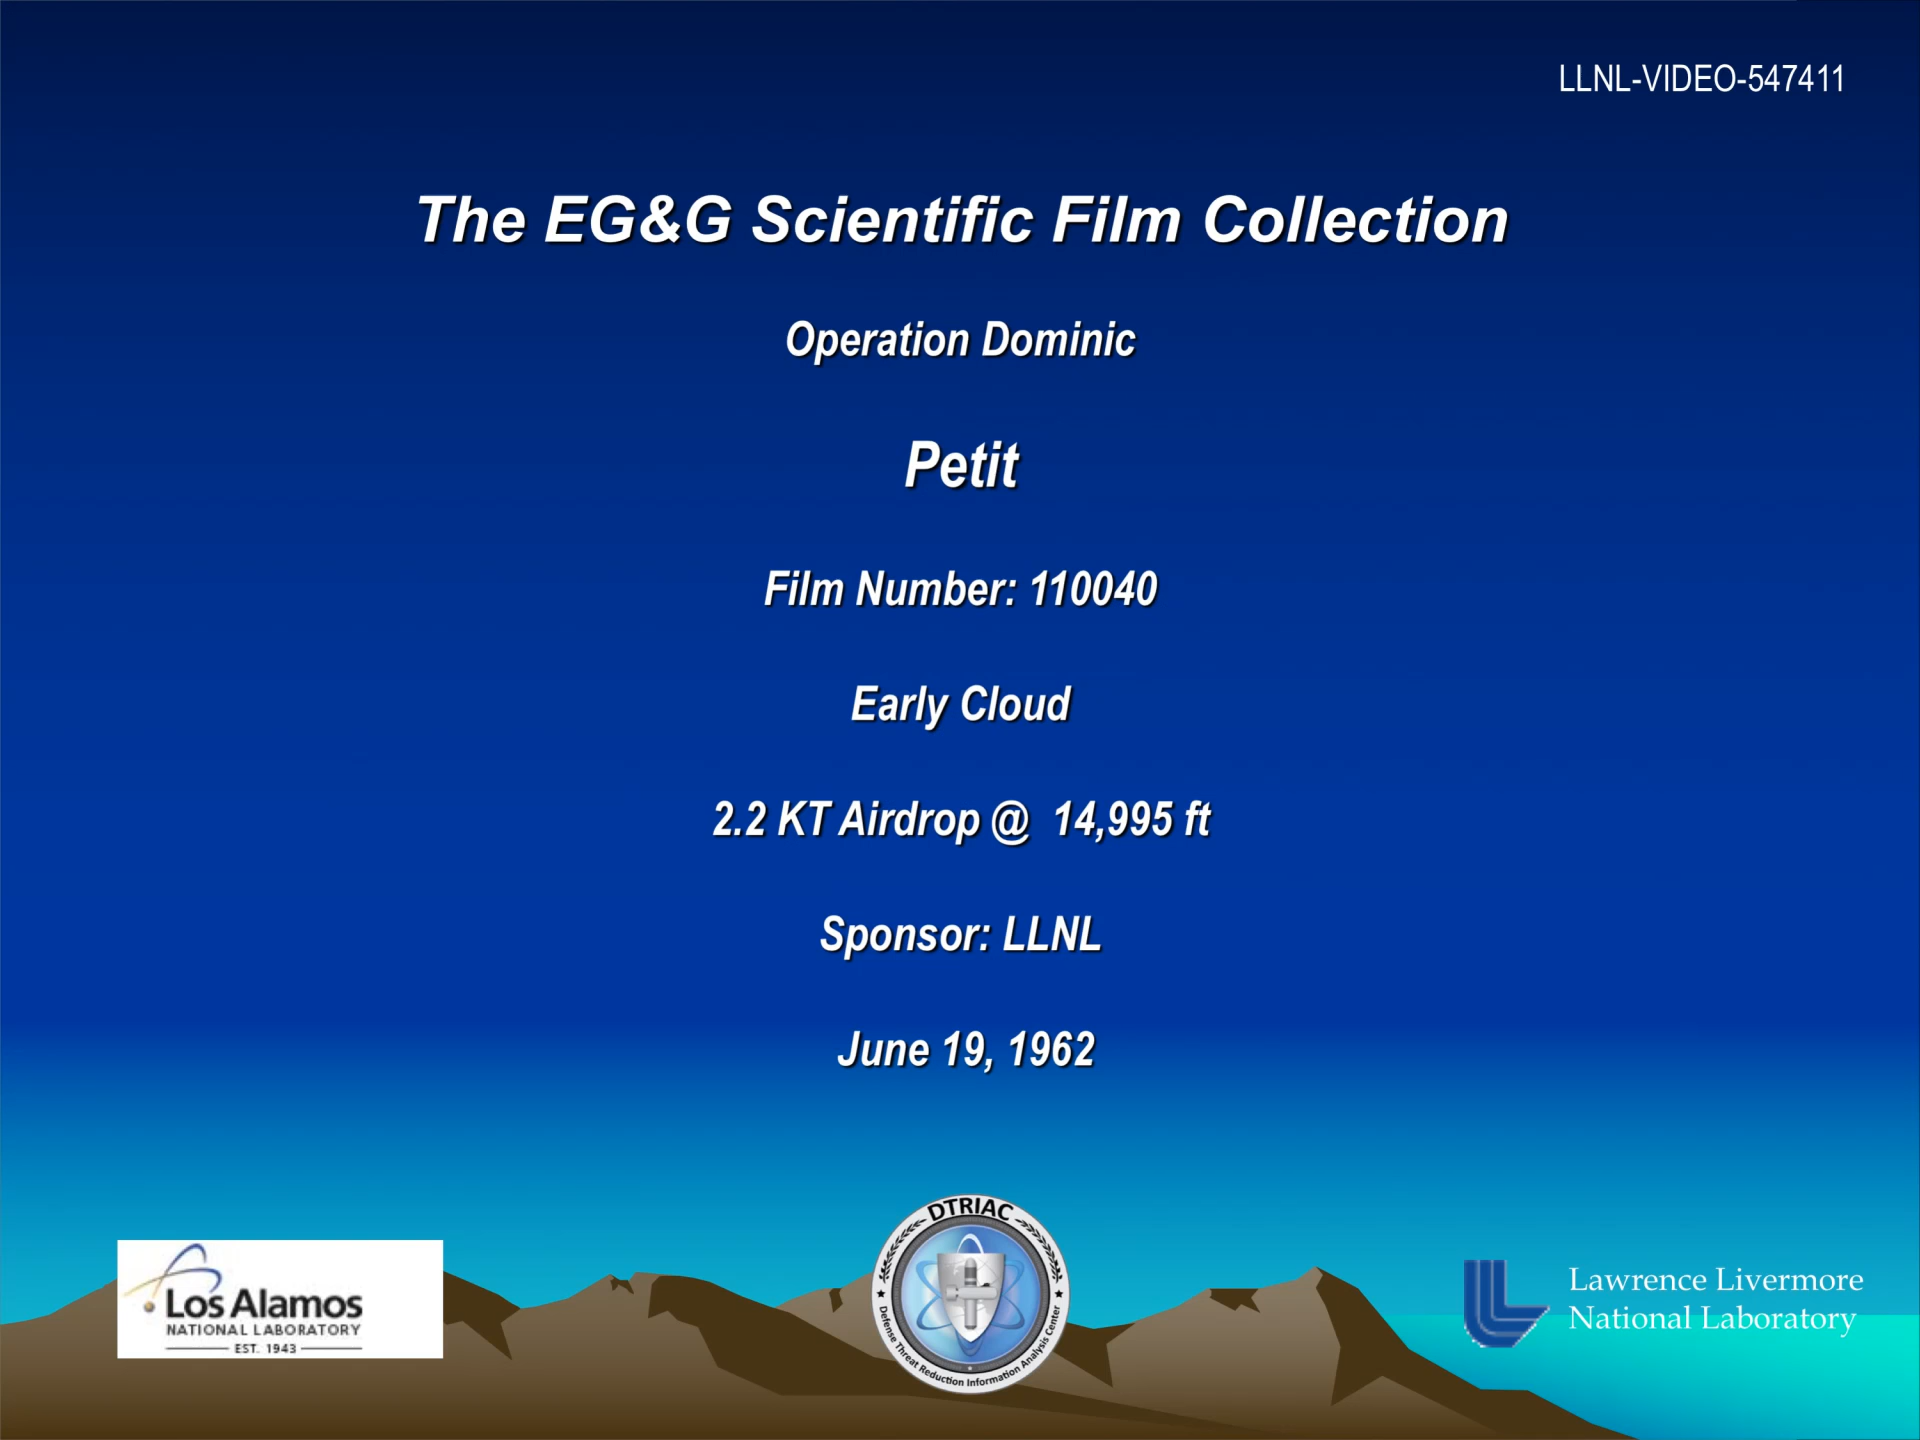 LLNL-VIDEO-547411
The EG&G Scientific Film Collection
Operation Dominic
Petit
Film Number: 110040
Early Cloud
2.2 KT Airdrop @  14,995 ft
Sponsor: LLNL
June 19, 1962
Los Alamos
NATIONAL LABORATORY
EST. 1943
DTRIAC
Defense Threat Reduction Information Analysis Center
Lawrence Livermore
National Laboratory